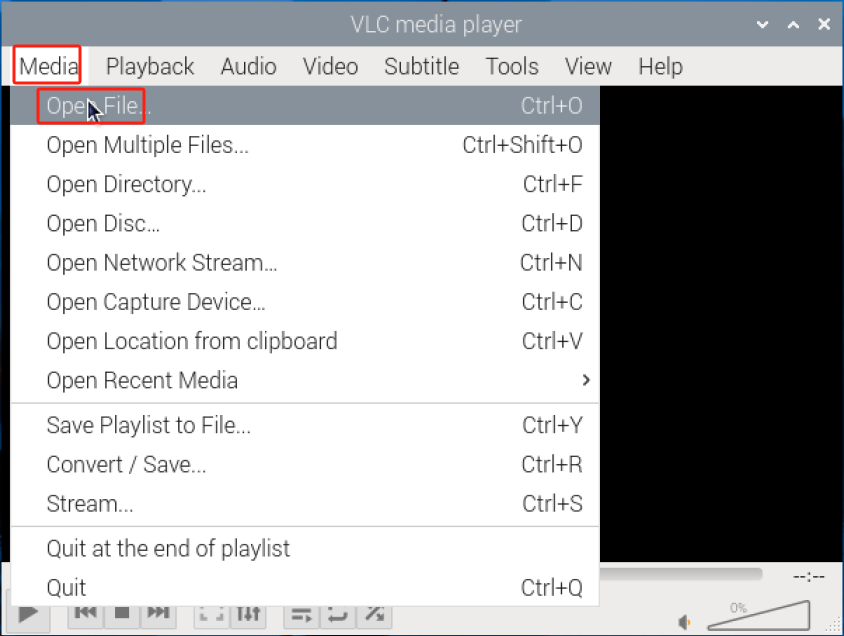 VLC media player
Media Playback Audio Video Subtitle Tools View Help
Open File... Ctrl+O
Open Multiple Files... Ctrl+Shift+O
Open Directory... Ctrl+F
Open Disc... Ctrl+D
Open Network Stream... Ctrl+N
Open Capture Device... Ctrl+C
Open Location from clipboard Ctrl+V
Open Recent Media
Save Playlist to File... Ctrl+Y
Convert / Save... Ctrl+R
Stream... Ctrl+S
Quit at the end of playlist
Quit Ctrl+Q
--:--
0%